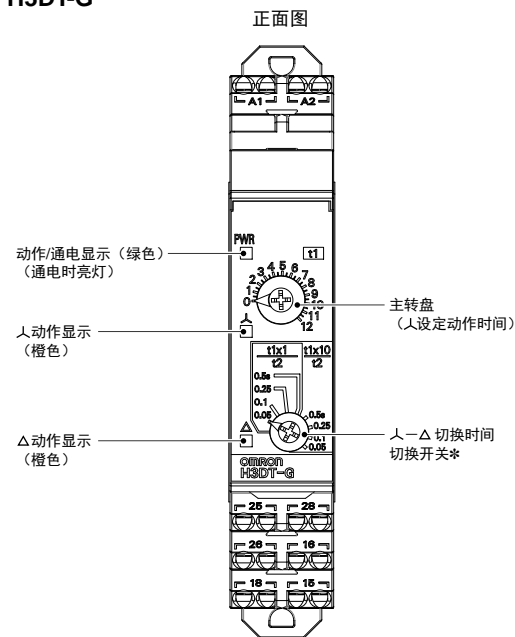 H3DT-G
正面图
A1 A2
PWR
t1
动作/通电显示（绿色）
（通电时亮灯）
0 1 2 3 4 5 6 7 8 9 10 11 12
主转盘
（人设定动作时间）
人动作显示
（橙色）
t1x1 t1x10
t2 t2
0.5s
0.25
0.1
0.05
0.5s
0.25
0.1
0.05
人－△ 切换时间
切换开关*
△动作显示
（橙色）
OMRON
H3DT-G
25 28
26 16
18 15